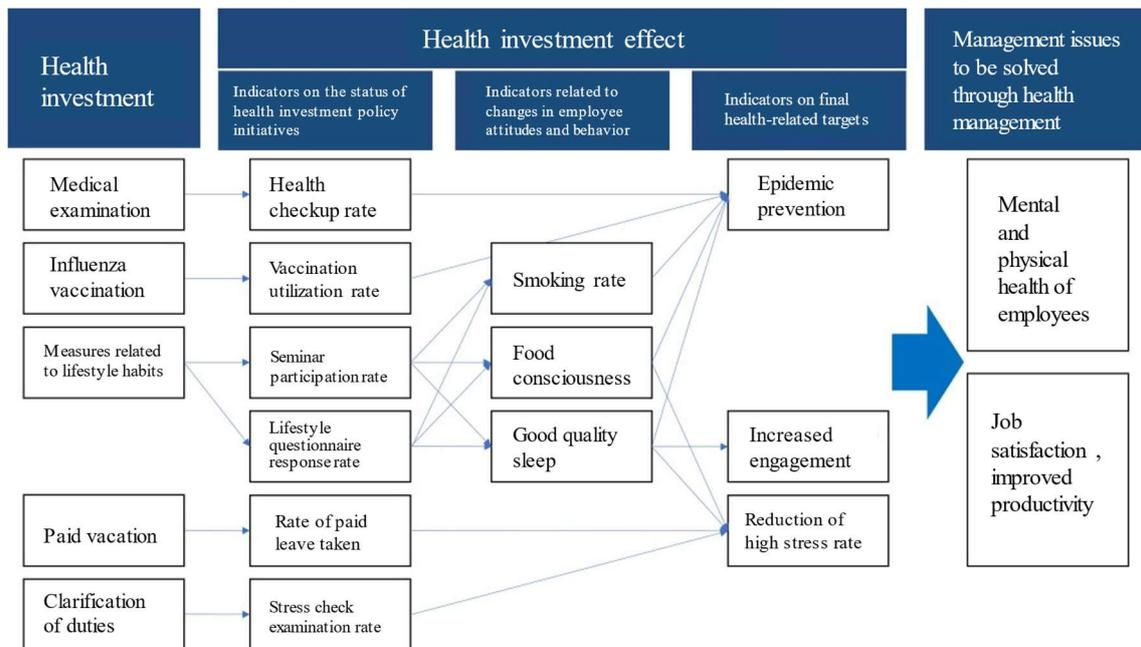 Health
investment
Health investment effect
Indicators on the status of
health investment policy
initiatives
Indicators related to
changes in employee
attitudes and behavior
Indicators on final
health-related targets
Management issues
to be solved
through health
management
Medical
examination
Health
checkup rate
Epidemic
prevention
Influenza
vaccination
Vaccination
utilization rate
Smoking rate
Measures related
to lifestyle habits
Seminar
participation rate
Food
consciousness
Lifestyle
questionnaire
response rate
Good quality
sleep
Increased
engagement
Paid vacation
Rate of paid
leave taken
Reduction of
high stress rate
Clarification
of duties
Stress check
examination rate
Mental
and
physical
health of
employees
Job
satisfaction ,
improved
productivity